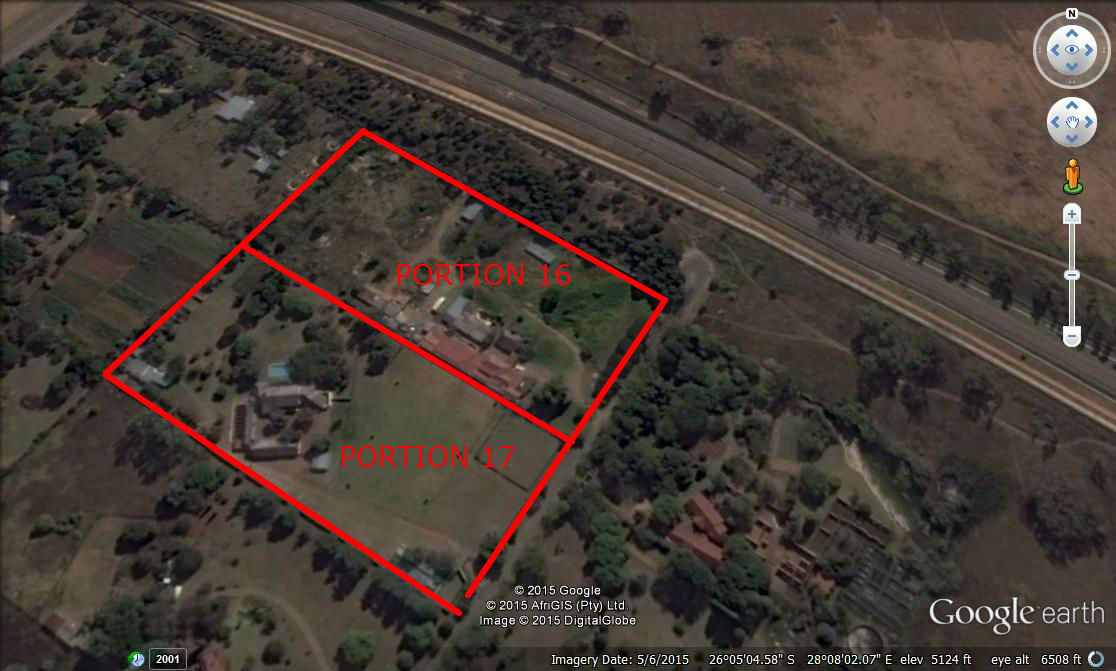 N
PORTION 16
PORTION 17
© 2015 Google
© 2015 AfriGIS (Pty) Ltd.
Image © 2015 DigitalGlobe
Google earth
2001
Imagery Date: 5/6/2015 26°05'04.58" S 28°08'02.07" E elev 5124 ft eye alt 6508 ft